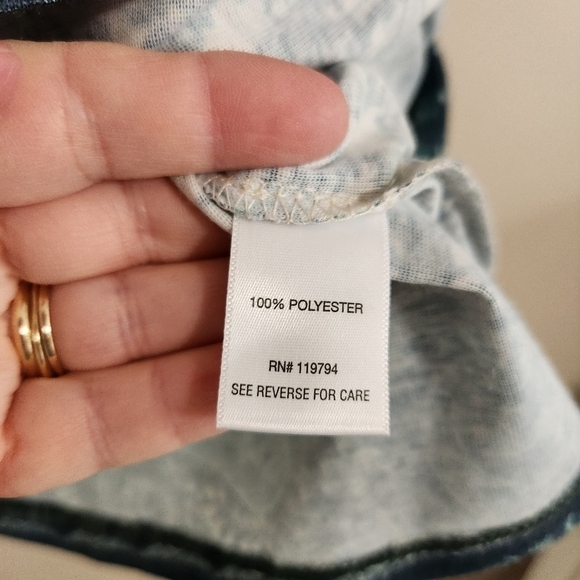 100% POLYESTER
RN# 119794
SEE REVERSE FOR CARE